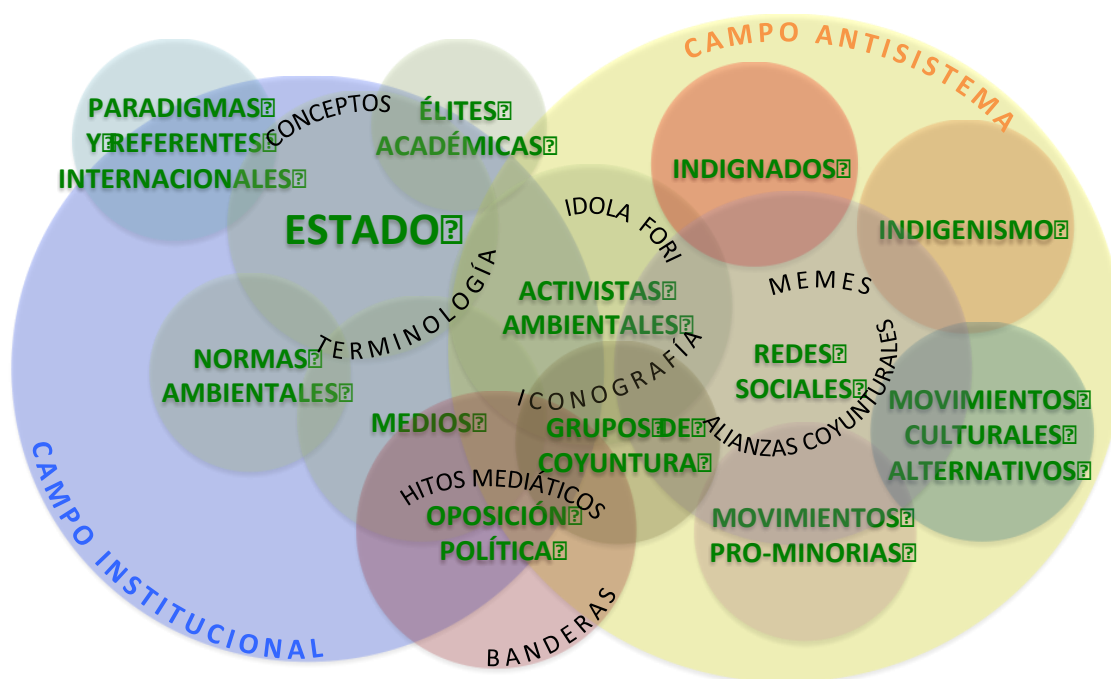 CAMPO ANTISISTEMA
PARADIGMAS
Y REFERENTES
INTERNACIONALES
CONCEPTOS
ÉLITES
ACADÉMICAS
INDIGNADOS
ESTADO
IDOLA FORI
INDIGENISMO
TERMINOLOGÍA
ACTIVISTAS
AMBIENTALES
MEMES
NORMAS
AMBIENTALES
ICONOGRAFÍA
REDES
SOCIALES
ALIANZAS COYUNTURALES
MOVIMIENTOS
CULTURALES
ALTERNATIVOS
MEDIOS
GRUPOS DE
COYUNTURA
HITOS MEDIÁTICOS
OPOSICIÓN
POLÍTICA
MOVIMIENTOS
PRO-MINORIAS
CAMPO INSTITUCIONAL
BANDERAS